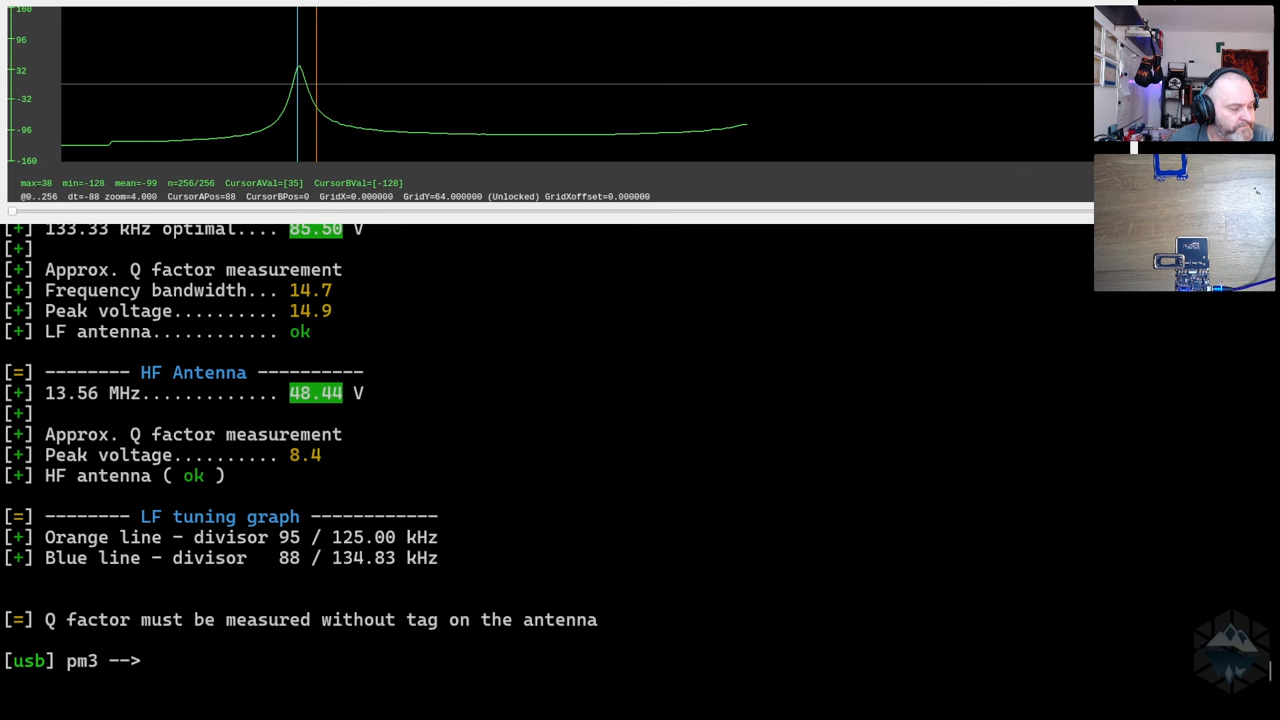 160
96
32
-32
-96
-160
max=38 min=-128 mean=-99 n=256/256 CursorAVal=[35] CursorBVal=[-128]
@0..256 dt=-88 zoom=4.000 CursorAPos=88 CursorBPos=0 GridX=0.000000 GridY=64.000000 (Unlocked) GridXoffset=0.000000
[+] 133.33 kHz optimal.... 85.50 V
[+]
[+] Approx. Q factor measurement
[+] Frequency bandwidth... 14.7
[+] Peak voltage.......... 14.9
[+] LF antenna............ ok
[=] -------- HF Antenna ----------
[+] 13.56 MHz............. 48.44 V
[+]
[+] Approx. Q factor measurement
[+] Peak voltage.......... 8.4
[+] HF antenna ( ok )
[=] -------- LF tuning graph ------------
[+] Orange line - divisor 95 / 125.00 kHz
[+] Blue line - divisor 88 / 134.83 kHz
[=] Q factor must be measured without tag on the antenna
[usb] pm3 -->